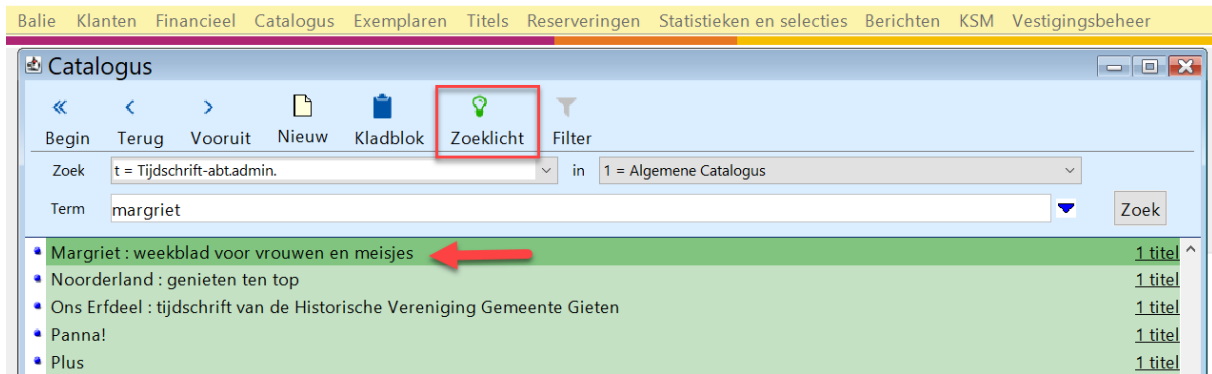 Balie Klanten Financieel Catalogus Exemplaren Titels Reserveringen Statistieken en selecties Berichten KSM Vestigingsbeheer
Catalogus
Begin Terug Vooruit Nieuw Kladblok Zoeklicht Filter
Zoek t = Tijdschrift-abt.admin. in 1 = Algemene Catalogus
Term margriet Zoek
Margriet : weekblad voor vrouwen en meisjes 1 titel
Noorderland : genieten ten top 1 titel
Ons Erfdeel : tijdschrift van de Historische Vereniging Gemeente Gieten 1 titel
Panna! 1 titel
Plus 1 titel